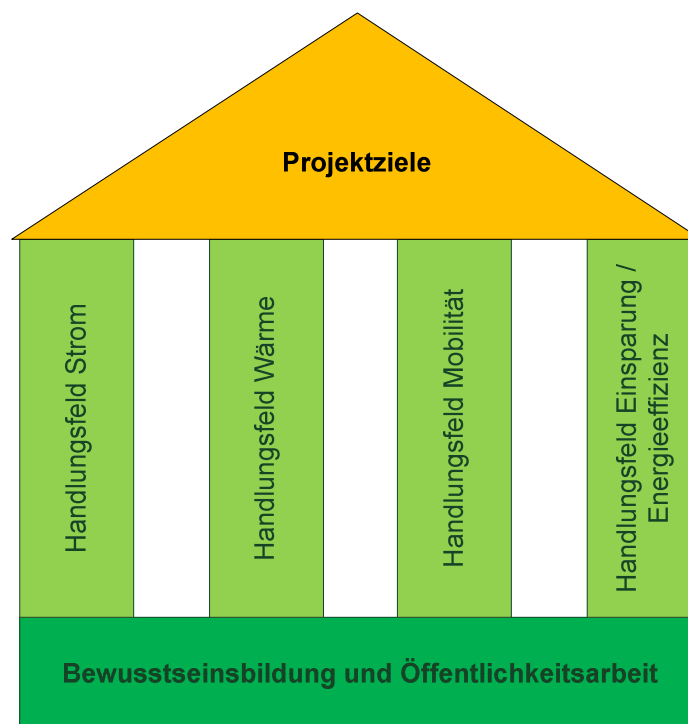 Projektziele
Handlungsfeld Strom
Handlungsfeld Wärme
Handlungsfeld Mobilität
Handlungsfeld Einsparung /
Energieeffizienz
Bewusstseinsbildung und Öffentlichkeitsarbeit